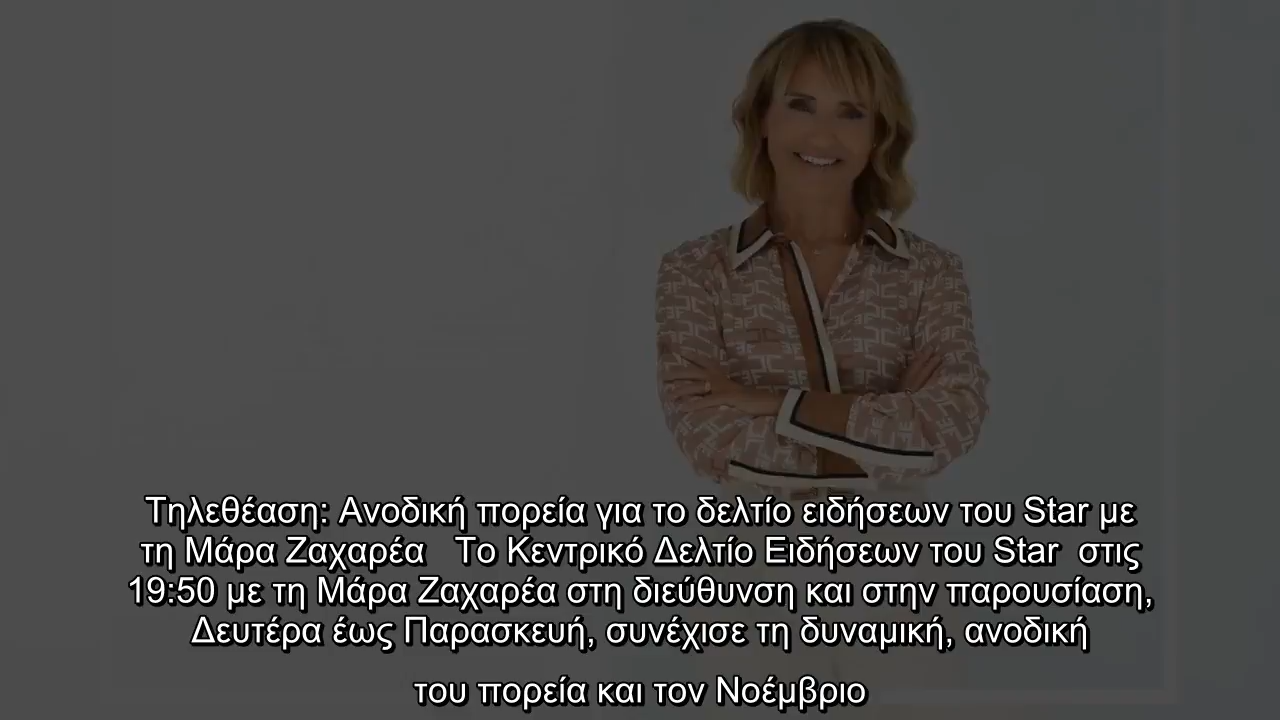 Τηλεθέαση: Ανοδική πορεία για το δελτίο ειδήσεων του Star με
τη Μάρα Ζαχαρέα   Το Κεντρικό Δελτίο Ειδήσεων του Star  στις
19:50 με τη Μάρα Ζαχαρέα στη διεύθυνση και στην παρουσίαση,
Δευτέρα έως Παρασκευή, συνέχισε τη δυναμική, ανοδική
του πορεία και τον Νοέμβριο